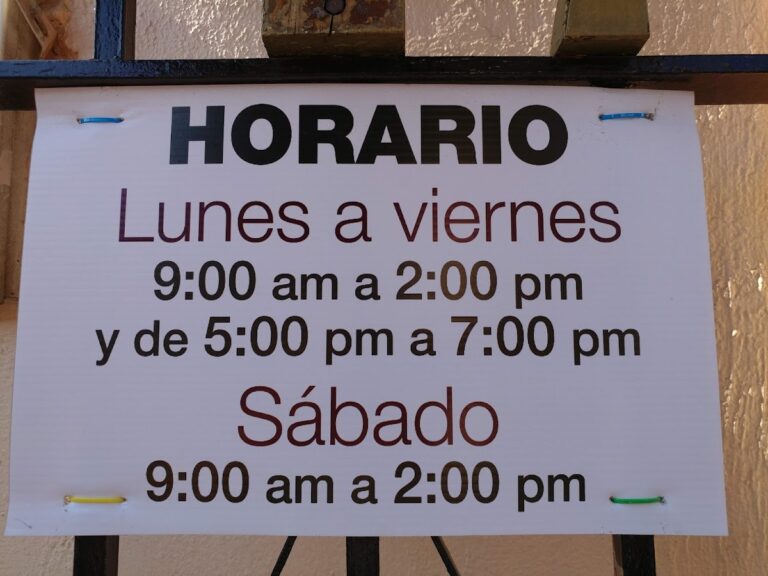 HORARIO
Lunes a viernes
9:00 am a 2:00 pm
y de 5:00 pm a 7:00 pm
Sábado
9:00 am a 2:00 pm